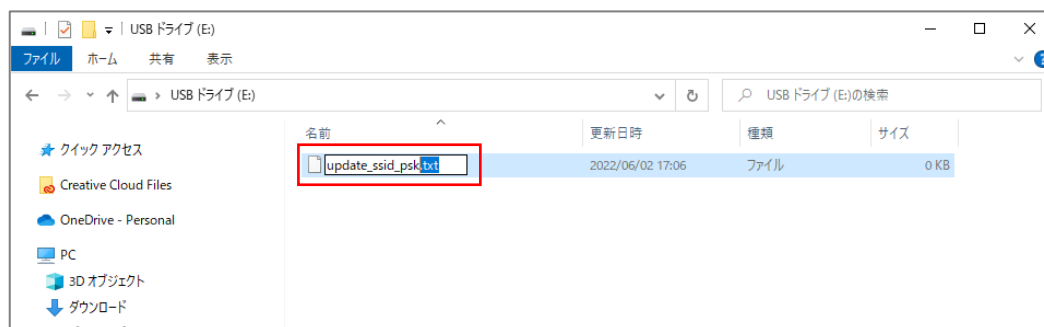 USB ドライブ (E:)
ファイル ホーム 共有 表示
USB ドライブ (E:) USB ドライブ (E:)の検索
名前 更新日時 種類 サイズ
update_ssid_psk.txt 2022/06/02 17:06 ファイル 0 KB
クイック アクセス
Creative Cloud Files
OneDrive - Personal
PC
3D オブジェクト
ダウンロード